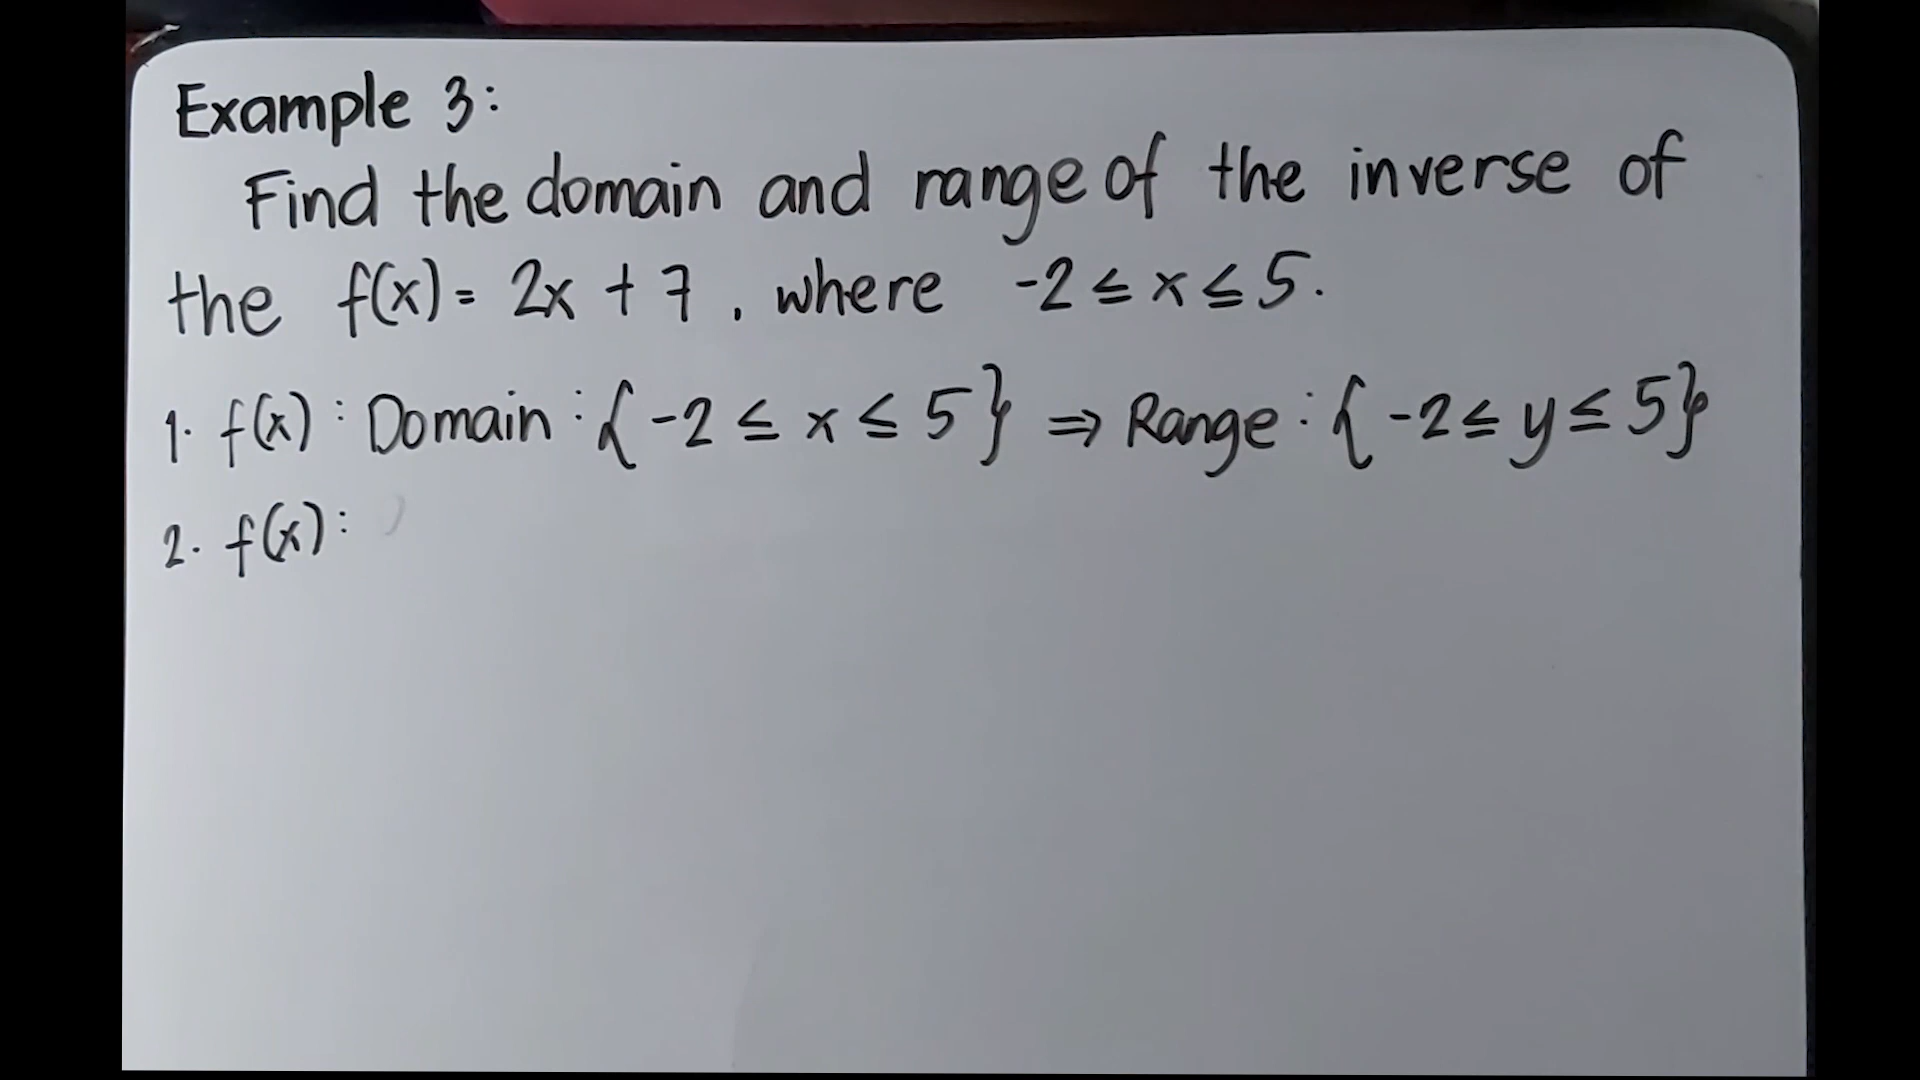 Example 3:
Find the domain and range of the inverse of
the f(x) = 2x + 7, where -2 ≤ x ≤ 5.
1. f(x): Domain: { -2 ≤ x ≤ 5} ⇒ Range: { -2 ≤ y ≤ 5}
2. f(x):